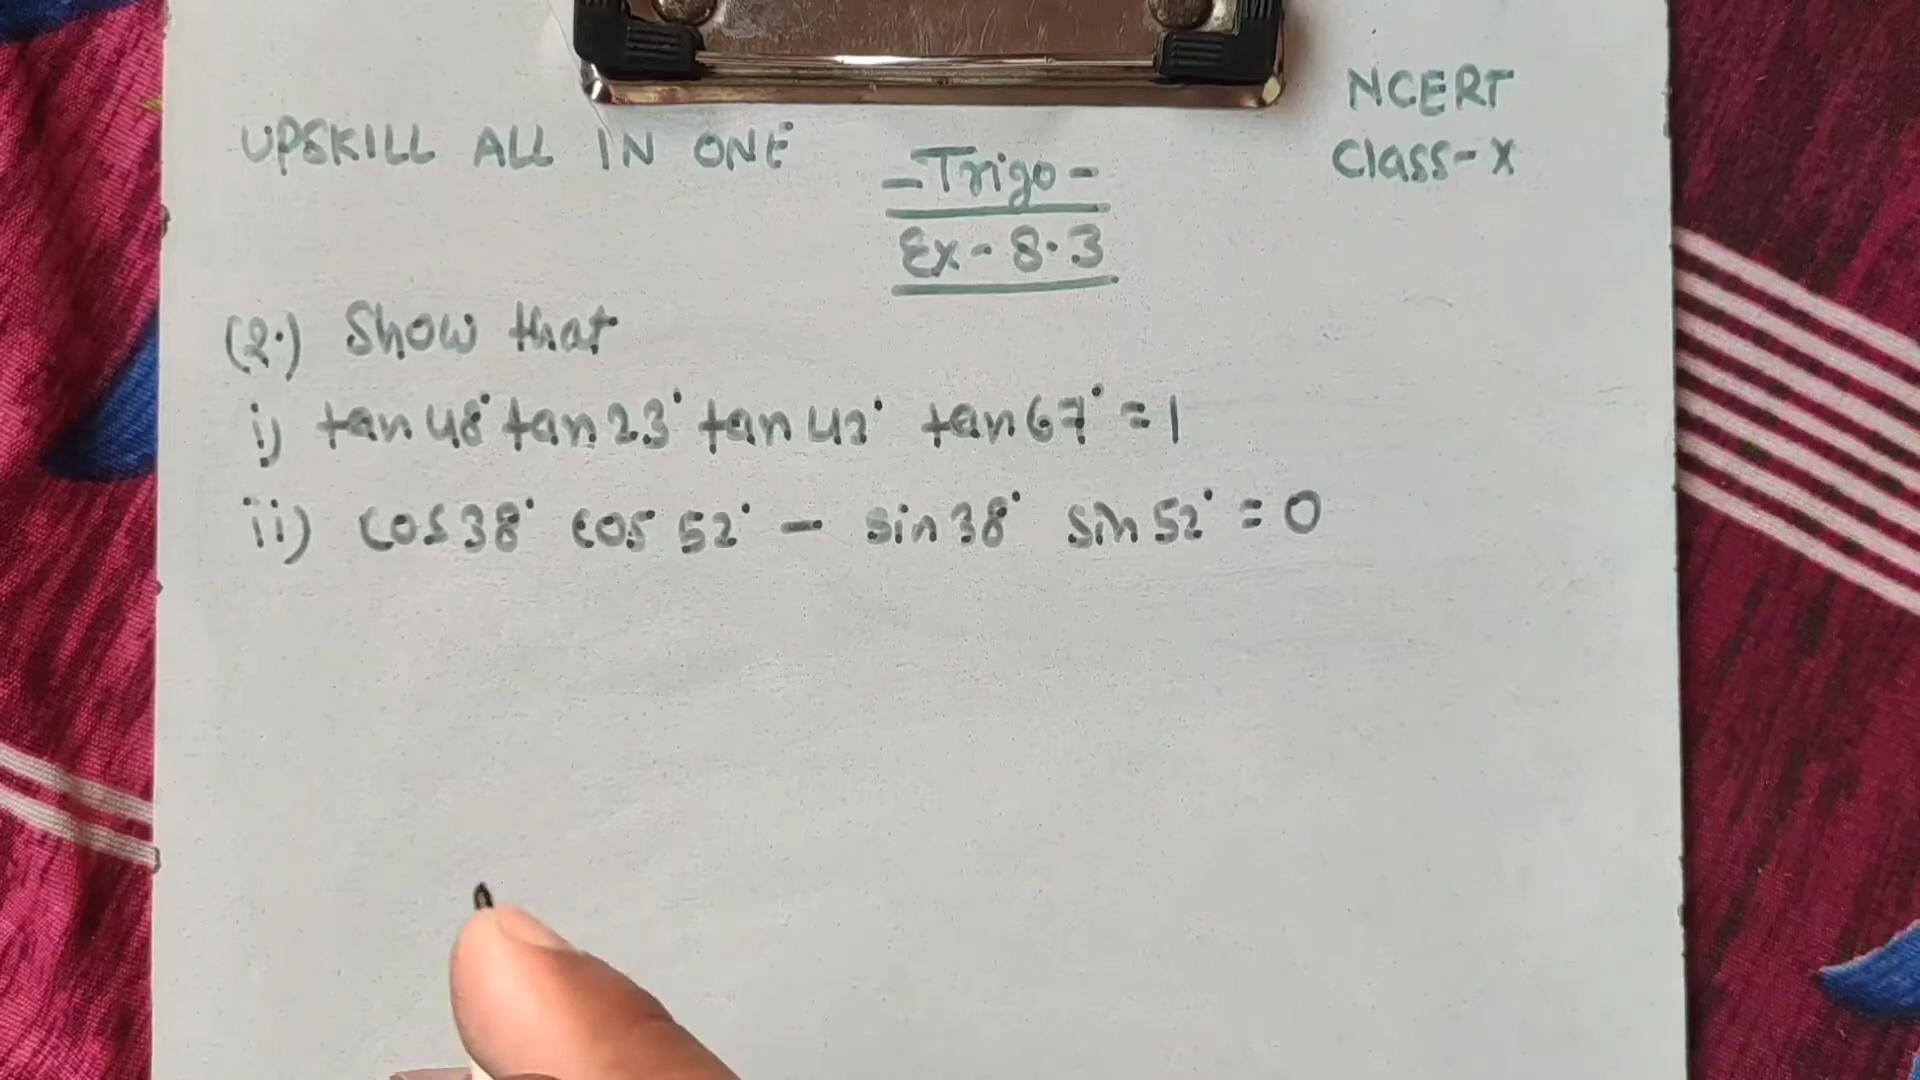 UPSKILL ALL IN ONE
NCERT
Class-X
-Trigo-
Ex-8.3
(2.) Show that
i) tan 48° tan 23° tan 42° tan 67° = 1
ii) cos 38° cos 52° - sin 38° sin 52° = 0